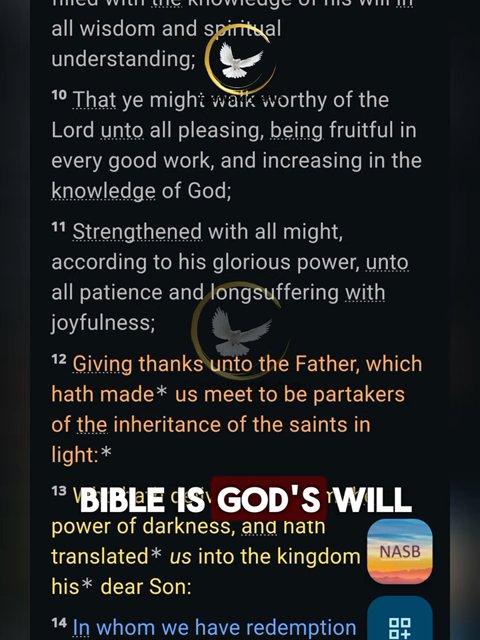 filled with the knowledge of his will in
all wisdom and spiritual
understanding;
10 That ye might walk worthy of the
Lord unto all pleasing, being fruitful in
every good work, and increasing in the
knowledge of God;
11 Strengthened with all might,
according to his glorious power, unto
all patience and longsuffering with
joyfulness;
12 Giving thanks unto the Father, which
hath made* us meet to be partakers
of the inheritance of the saints in
light:*
13
BIBLE IS GOD'S WILL
power of darkness, and hath
translated* us into the kingdom
NASB
his* dear Son:
14 In whom we have redemption